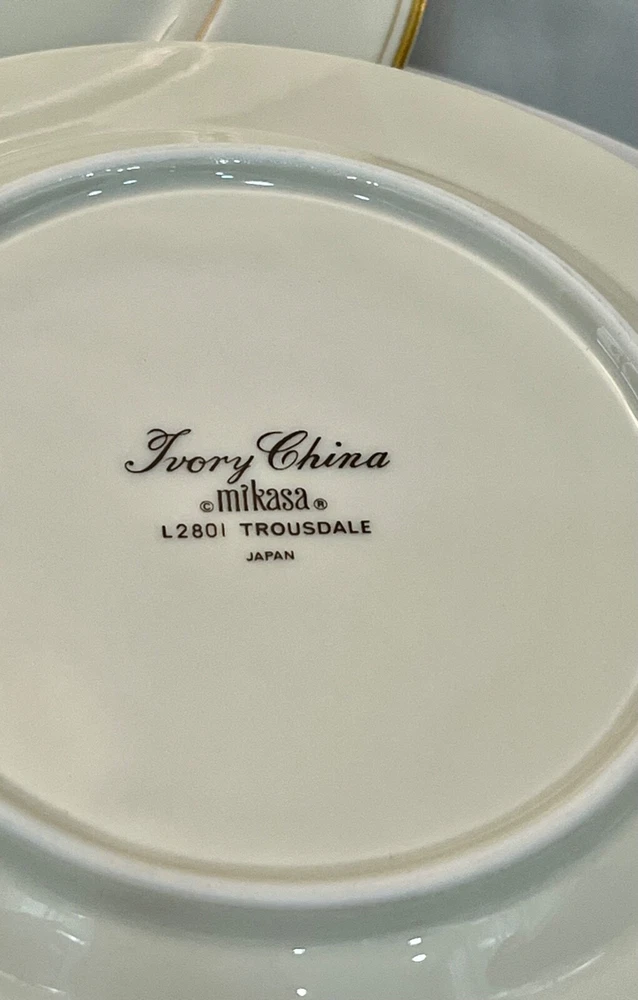 Ivory China
©mikasa®
L2801 TROUSDALE
JAPAN